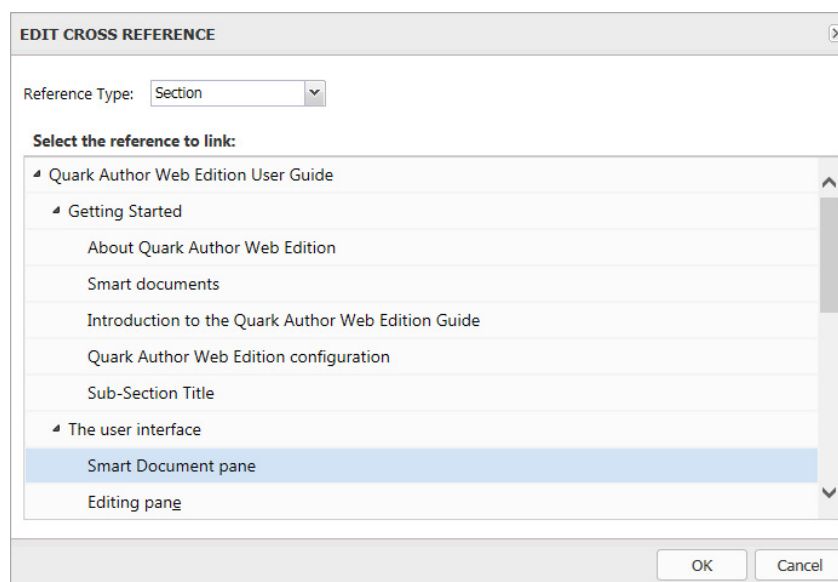 EDIT CROSS REFERENCE
Reference Type: Section
Select the reference to link:
Quark Author Web Edition User Guide
Getting Started
About Quark Author Web Edition
Smart documents
Introduction to the Quark Author Web Edition Guide
Quark Author Web Edition configuration
Sub-Section Title
The user interface
Smart Document pane
Editing pane
OK Cancel